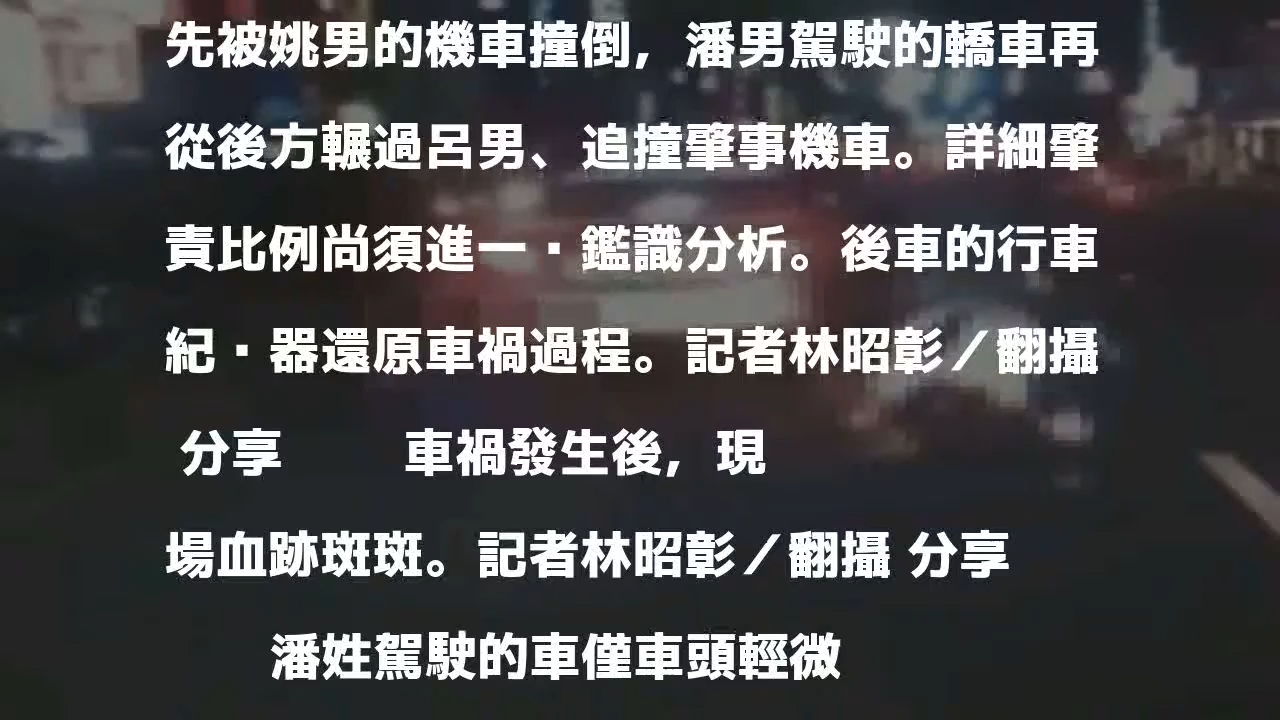 先被姚男的機車撞倒，潘男駕駛的轎車再
從後方輾過呂男、追撞肇事機車。詳細肇
責比例尚須進一▪鑑識分析。後車的行車
紀▪器還原車禍過程。記者林昭彰／翻攝
分享 車禍發生後，現
場血跡斑斑。記者林昭彰／翻攝 分享
潘姓駕駛的車僅車頭輕微